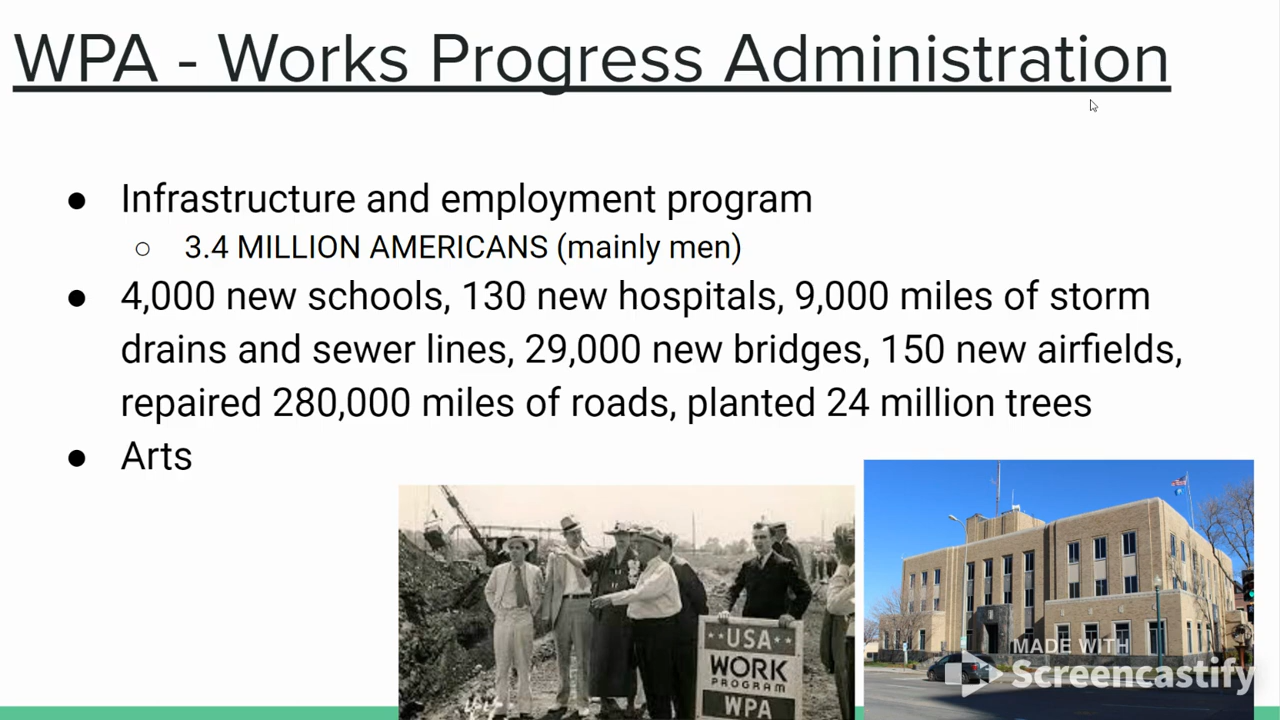 WPA - Works Progress Administration
● Infrastructure and employment program
○ 3.4 MILLION AMERICANS (mainly men)
● 4,000 new schools, 130 new hospitals, 9,000 miles of storm
drains and sewer lines, 29,000 new bridges, 150 new airfields,
repaired 280,000 miles of roads, planted 24 million trees
● Arts
USA
WORK
PROGRAM
WPA
MADE WITH
Screencastify